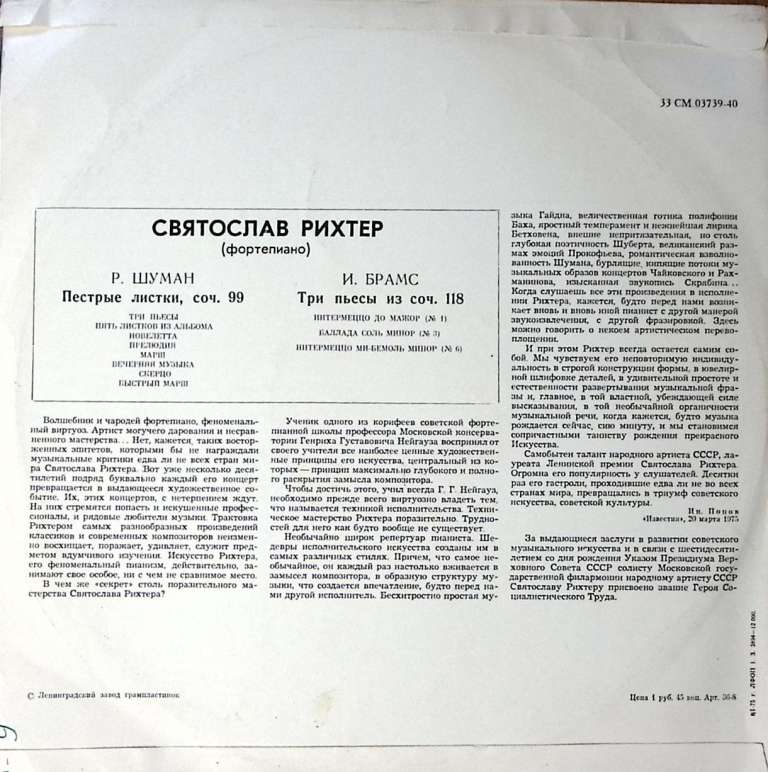 33 СМ 03739-40
СВЯТОСЛАВ РИХТЕР
(фортепиано)
Р. ШУМАН
Пестрые листки, соч. 99
ТРИ ПЬЕСЫ
ПЯТЬ ЛИСТКОВ ИЗ АЛЬБОМА
НОВЕЛЕТТА
ПРЕЛЮДИЯ
МАРШ
ВЕЧЕРНЯЯ МУЗЫКА
СКЕРЦО
БЫСТРЫЙ МАРШ
И. БРАМС
Три пьесы из соч. 118
ИНТЕРМЕЦЦО ДО МАЖОР (№ 1)
БАЛЛАДА СОЛЬ МИНОР (№ 3)
ИНТЕРМЕЦЦО МИ-БЕМОЛЬ МИНОР (№ 6)
Волшебник и чародей фортепиано, феноменаль-
ный виртуоз. Артист могучего дарования и несрав-
ненного мастерства... Нет, кажется, таких востор-
женных эпитетов, которыми бы не награждали
музыкальные критики едва ли не всех стран ми-
ра Святослава Рихтера. Вот уже несколько деся-
тилетий подряд буквально каждый его концерт
превращается в выдающееся художественное со-
бытие. Их, этих концертов, с нетерпением ждут.
На них стремятся попасть и искушенные профес-
сионалы, и рядовые любители музыки. Трактовка
Рихтером самых разнообразных произведений
классиков и современных композиторов неизмен-
но восхищает, поражает, удивляет, служит пред-
метом вдумчивого изучения. Искусство Рихтера,
его феноменальный пианизм, действительно, за-
нимают свое особое, ни с чем не сравнимое место.
В чем же «секрет» столь поразительного ма-
стерства Святослава Рихтера?
Ученик одного из корифеев советской форте-
пианной школы профессора Московской консерва-
тории Генриха Густавовича Нейгауза воспринял от
своего учителя все наиболее ценные художествен-
ные принципы его искусства, центральный из ко-
торых — принцип максимально глубокого и полно-
го раскрытия замысла композитора.
Чтобы достичь этого, учил всегда Г. Г. Нейгауз,
необходимо прежде всего виртуозно владеть тем,
что называется техникой исполнительства. Техни-
ческое мастерство Рихтера поразительно. Трудно-
стей для него как будто вообще не существует.
Необычайно широк репертуар пианиста. Ше-
девры исполнительского искусства созданы им в
самых различных стилях. Причем, что самое не-
обычайное, он каждый раз настолько вживается в
замысел композитора, в образную структуру му-
зыки, что создается впечатление, будто перед на-
ми другой исполнитель. Бесхитростно простая му-
зыка Гайдна, величественная готика полифонии
Баха, яростный темперамент и нежнейшая лирика
Бетховена, внешне непритязательная, но столь
глубокая поэтичность Шуберта, великанский раз-
мах эмоций Прокофьева, романтическая взволно-
ванность Шумана, бурлящие, кипящие потоки му-
зыкальных образов концертов Чайковского и Рах-
манинова, изысканная звукопись Скрябина...
Когда слушаешь все эти произведения в исполне-
нии Рихтера, кажется, будто перед нами возни-
кает вновь и вновь иной пианист с другой манерой
звукоизвлечения, с другой фразировкой. Здесь
можно говорить о некоем артистическом перево-
площении.
И при этом Рихтер всегда остается самим со-
бой. Мы чувствуем его неповторимую индивиду-
альность в строгой конструкции формы, в ювелир-
ной шлифовке деталей, в удивительной простоте и
естественности развертывания музыкальной фра-
зы и, главное, в той властной, убеждающей силе
высказывания, в той необычайной органичности
музыкальной речи, когда кажется, будто музыка
рождается сейчас, сию минуту, и мы становимся
сопричастными таинству рождения прекрасного
Искусства.
Самобытен талант народного артиста СССР, ла-
уреата Ленинской премии Святослава Рихтера.
Огромна его популярность у слушателей. Десятки
раз его гастроли, проходившие едва ли не во всех
странах мира, превращались в триумф советского
искусства, советской культуры.
Ин. Попов
«Известия», 20 марта 1975
За выдающиеся заслуги в развитии советского
музыкального искусства и в связи с шестидесяти-
летием со дня рождения Указом Президиума Вер-
ховного Совета СССР солисту Московской госу-
дарственной филармонии народному артисту СССР
Святославу Рихтеру присвоено звание Героя Со-
циалистического Труда.
© Ленинградский завод грампластинок
Цена 1 руб. 45 коп. Арт. 36-8